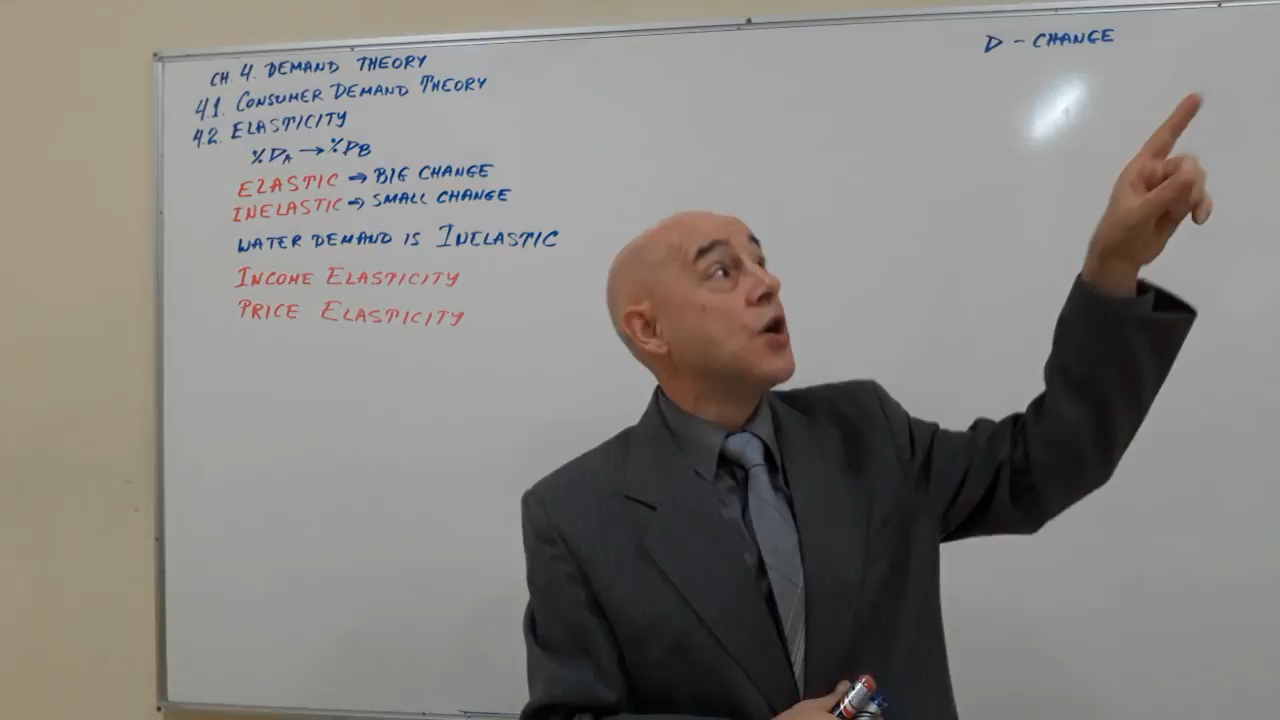 CH. 4. DEMAND THEORY
4.1. CONSUMER DEMAND THEORY
4.2. ELASTICITY
%DA → %DB
ELASTIC → BIG CHANGE
INELASTIC → SMALL CHANGE
WATER DEMAND IS INELASTIC
INCOME ELASTICITY
PRICE ELASTICITY
D - CHANGE